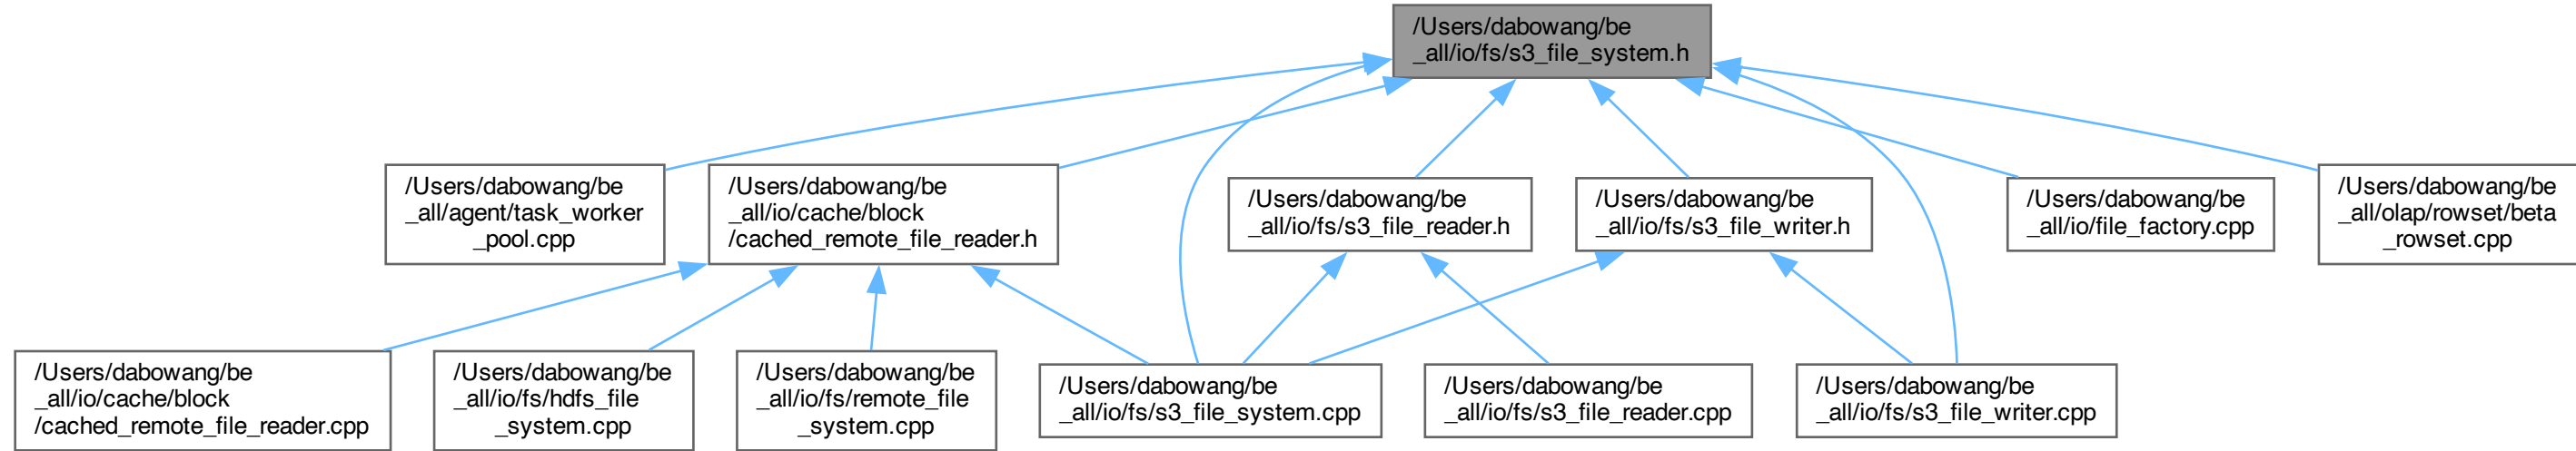 /Users/dabowang/be
_all/io/fs/s3_file_system.h
/Users/dabowang/be
_all/agent/task_worker
_pool.cpp
/Users/dabowang/be
_all/io/cache/block
/cached_remote_file_reader.h
/Users/dabowang/be
_all/io/fs/s3_file_reader.h
/Users/dabowang/be
_all/io/fs/s3_file_writer.h
/Users/dabowang/be
_all/io/file_factory.cpp
/Users/dabowang/be
_all/olap/rowset/beta
_rowset.cpp
/Users/dabowang/be
_all/io/cache/block
/cached_remote_file_reader.cpp
/Users/dabowang/be
_all/io/fs/hdfs_file
_system.cpp
/Users/dabowang/be
_all/io/fs/remote_file
_system.cpp
/Users/dabowang/be
_all/io/fs/s3_file_system.cpp
/Users/dabowang/be
_all/io/fs/s3_file_reader.cpp
/Users/dabowang/be
_all/io/fs/s3_file_writer.cpp